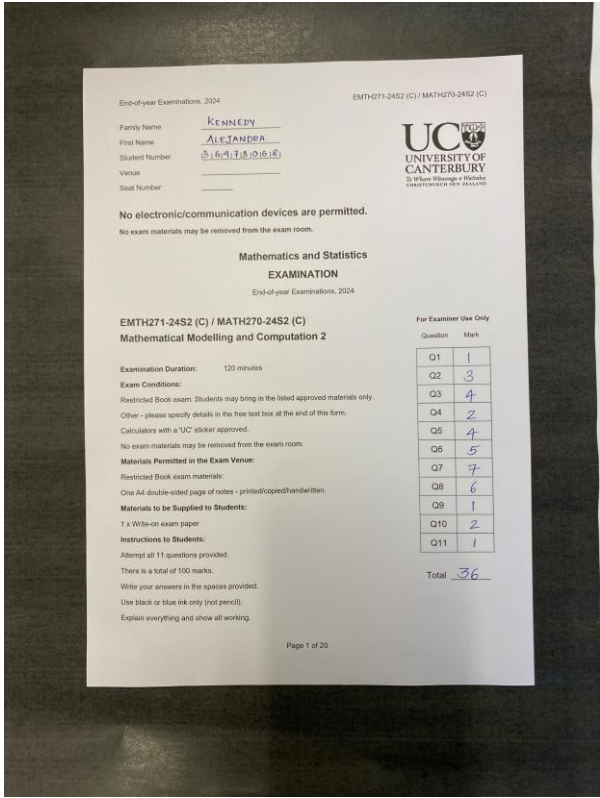 End-of-year Examinations, 2024
EMTH271-24S2 (C) / MATH270-24S2 (C)
Family Name KENNEDY
First Name ALEJANDRA
Student Number
Venue
Seat Number
UC
UNIVERSITY OF
CANTERBURY
Te Whare Wānanga o Waitaha
CHRISTCHURCH NEW ZEALAND
No electronic/communication devices are permitted.
No exam materials may be removed from the exam room.
Mathematics and Statistics
EXAMINATION
End-of-year Examinations, 2024
EMTH271-24S2 (C) / MATH270-24S2 (C)
Mathematical Modelling and Computation 2
Examination Duration: 120 minutes
Exam Conditions:
Restricted Book exam: Students may bring in the listed approved materials only.
Other - please specify details in the free text box at the end of this form.
Calculators with a 'UC' sticker approved.
No exam materials may be removed from the exam room.
Materials Permitted in the Exam Venue:
Restricted Book exam materials:
One A4 double-sided page of notes - printed/copied/handwritten.
Materials to be Supplied to Students:
1 x Write-on exam paper
Instructions to Students:
Attempt all 11 questions provided.
There is a total of 100 marks.
Write your answers in the spaces provided.
Use black or blue ink only (not pencil).
Explain everything and show all working.
For Examiner Use Only
Question Mark
Q1 1
Q2 3
Q3 4
Q4 2
Q5 4
Q6 5
Q7 7
Q8 6
Q9 1
Q10 2
Q11 1
Total 36
Page 1 of 20